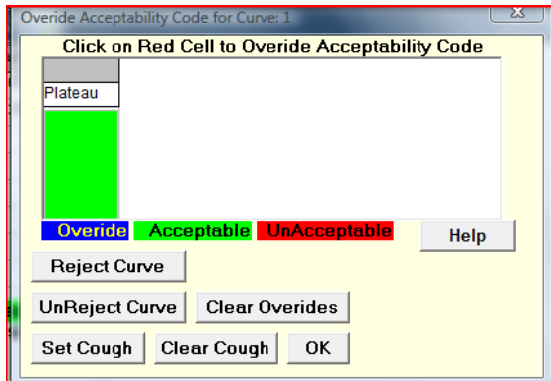 Overide Acceptability Code for Curve: 1
Click on Red Cell to Overide Acceptability Code
Plateau
Overide Acceptable UnAcceptable
Help
Reject Curve
UnReject Curve Clear Overides
Set Cough Clear Cough OK